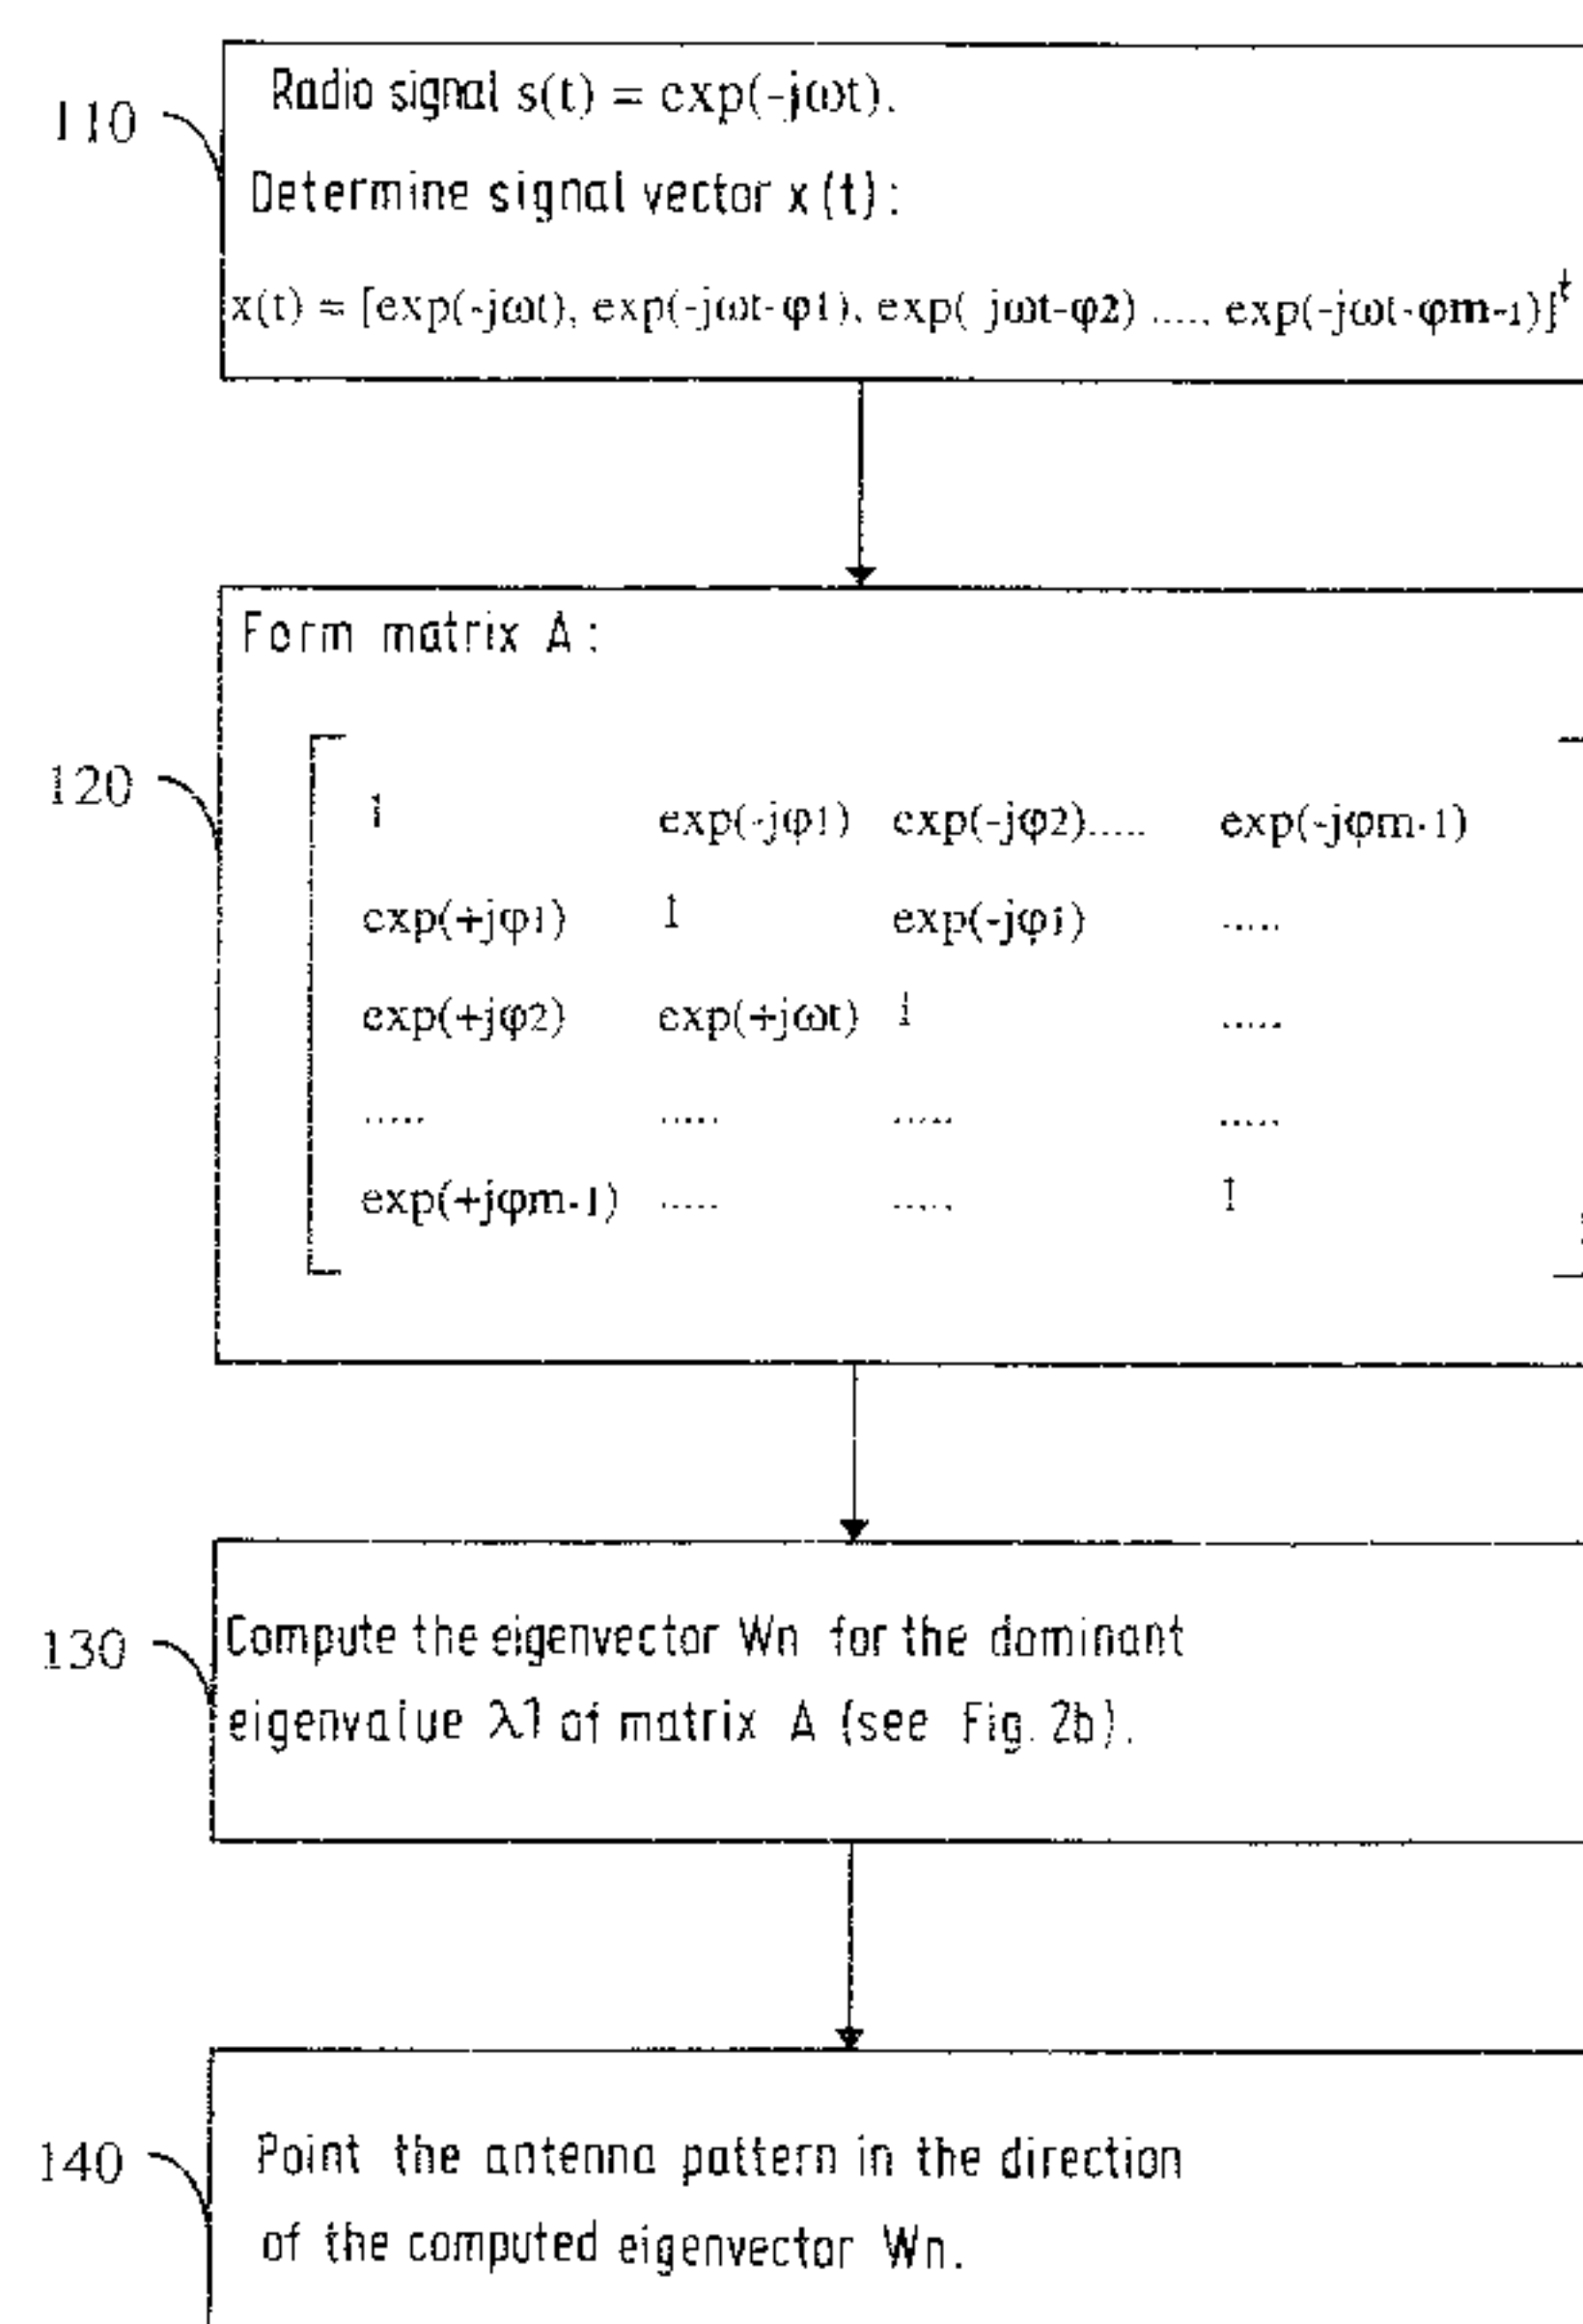 110
Radio signal s(t) = exp(-jωt).
Determine signal vector x(t):
x(t) = [exp(-jωt), exp(-jωt-φ1), exp( jωt-φ2) ...., exp(-jωt-φm-1)]t
120
Form matrix A:
1 exp(-jφ1) exp(-jφ2)..... exp(-jφm-1)
exp(+jφ1) 1 exp(-jφ1) .....
exp(+jφ2) exp(+jωt) 1 .....
..... ..... ..... .....
exp(+jφm-1) ..... ..... 1
130
Compute the eigenvector Wn for the dominant
eigenvalue λ1 of matrix A (see Fig. 2b).
140
Point the antenna pattern in the direction
of the computed eigenvector Wn.